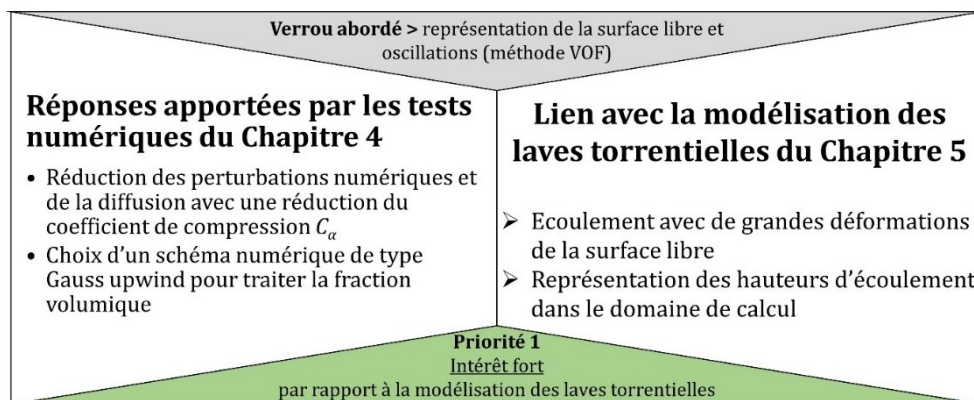 Verrou abordé > représentation de la surface libre et
oscillations (méthode VOF)
Réponses apportées par les tests
numériques du Chapitre 4
• Réduction des perturbations numériques et
de la diffusion avec une réduction du
coefficient de compression Cα
• Choix d'un schéma numérique de type
Gauss upwind pour traiter la fraction
volumique
Lien avec la modélisation des
laves torrentielles du Chapitre 5
➢ Ecoulement avec de grandes déformations
de la surface libre
➢ Représentation des hauteurs d'écoulement
dans le domaine de calcul
Priorité 1
Intérêt fort
par rapport à la modélisation des laves torrentielles